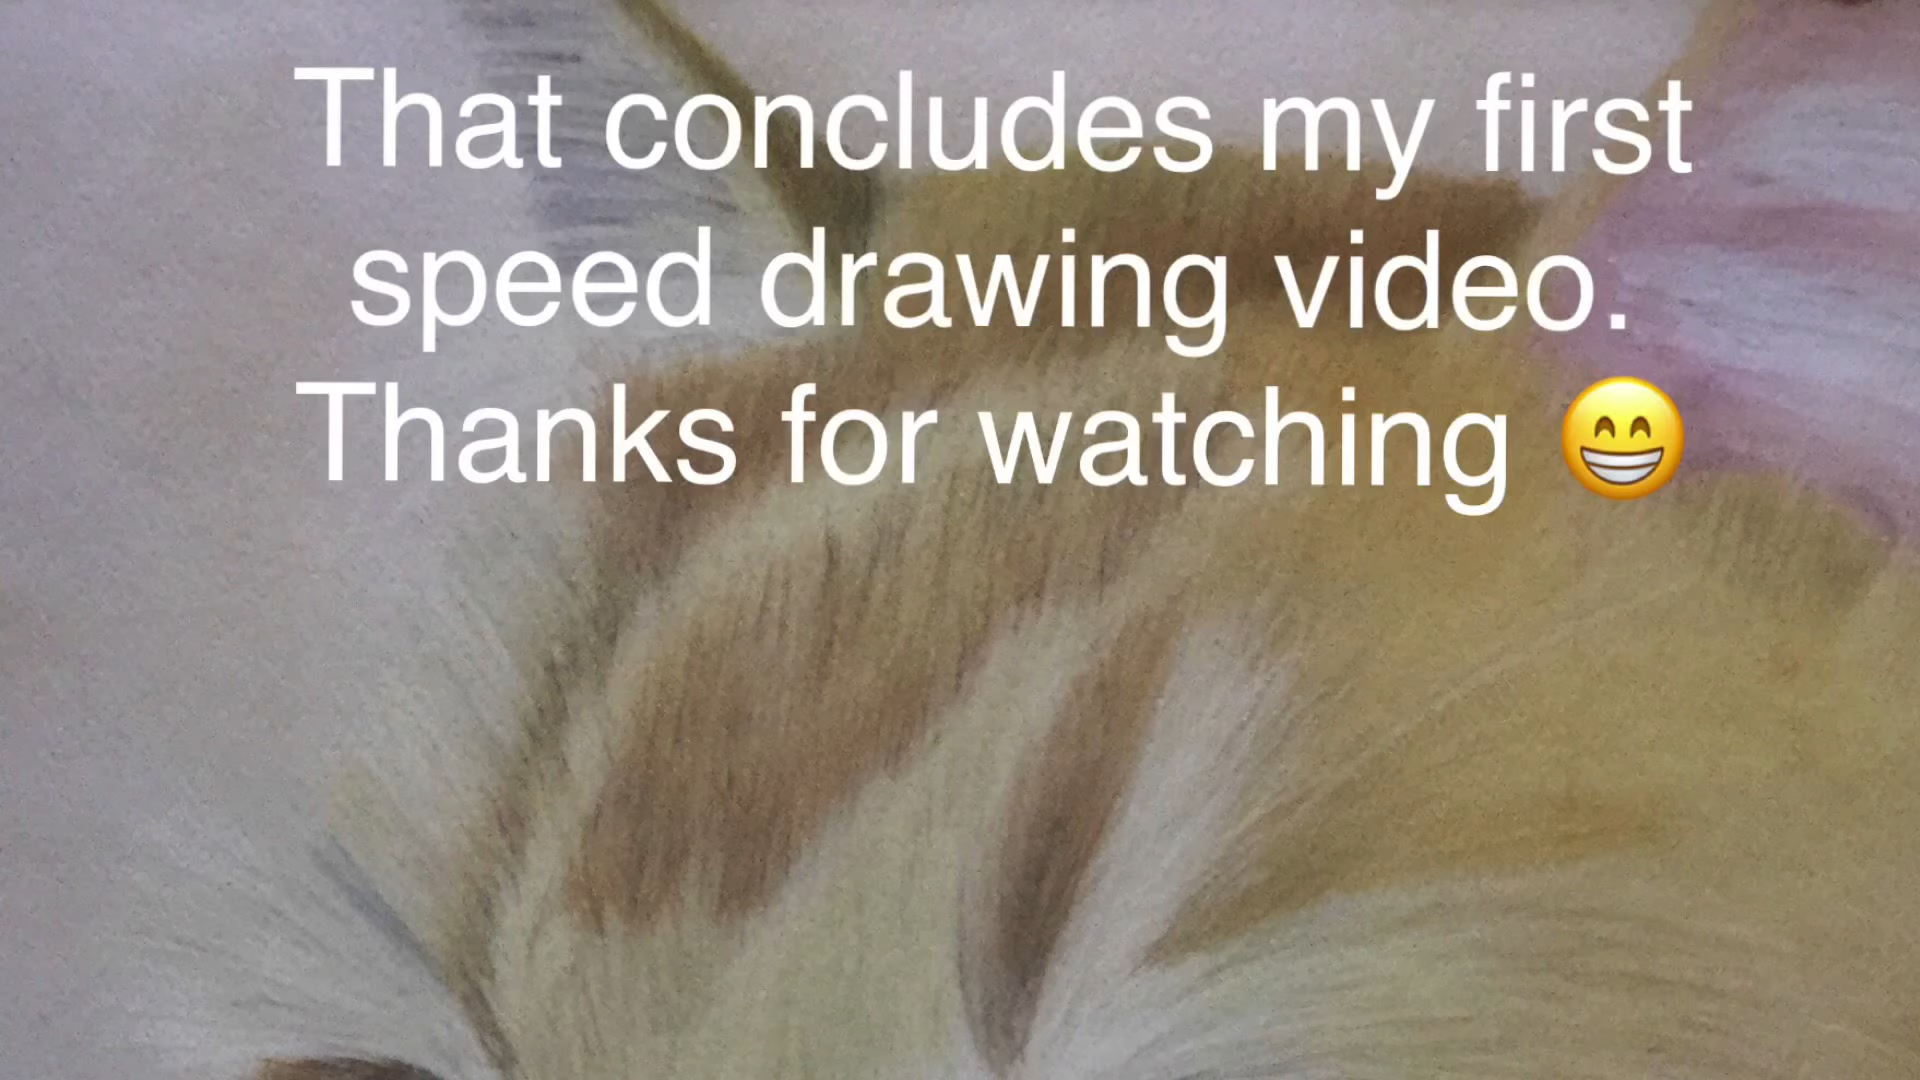 That concludes my first
speed drawing video.
Thanks for watching 😁